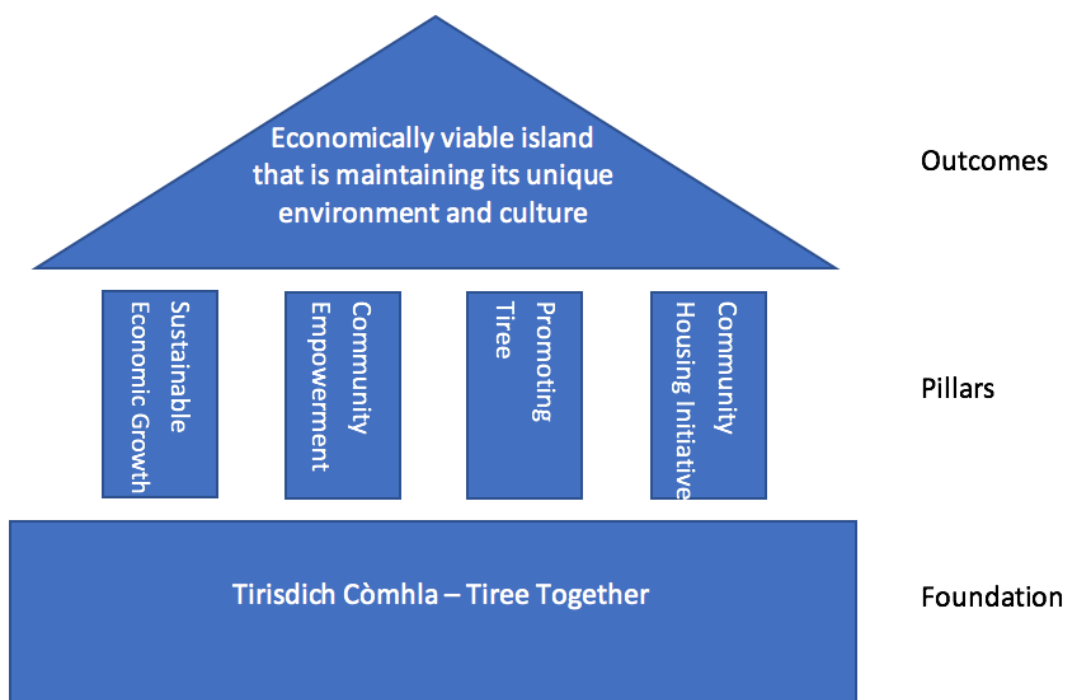 Economically viable island
that is maintaining its unique
environment and culture
Outcomes
Sustainable
Economic Growth
Community
Empowerment
Promoting
Tiree
Community
Housing Initiative
Pillars
Tirisdich Còmhla – Tiree Together
Foundation